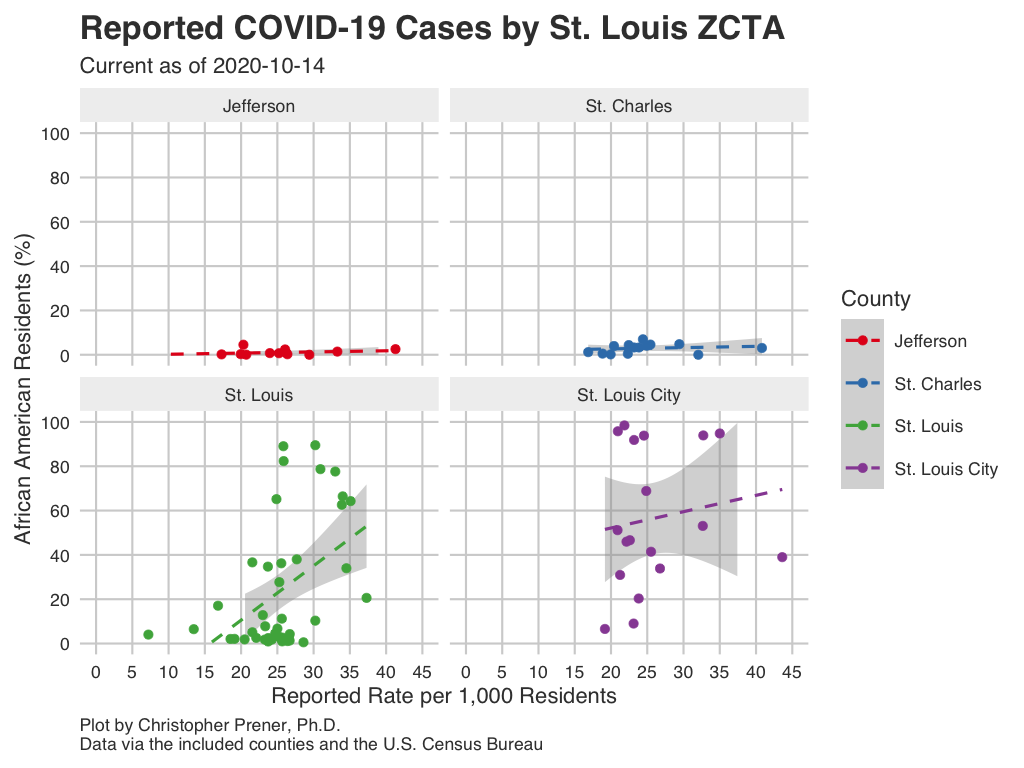 Reported COVID-19 Cases by St. Louis ZCTA
Current as of 2020-10-14
Jefferson
St. Charles
100
80
60
40
20
0
St. Louis
St. Louis City
100
80
60
40
20
0
African American Residents (%)
0 5 10 15 20 25 30 35 40 45
0 5 10 15 20 25 30 35 40 45
Reported Rate per 1,000 Residents
County
Jefferson
St. Charles
St. Louis
St. Louis City
Plot by Christopher Prener, Ph.D.
Data via the included counties and the U.S. Census Bureau